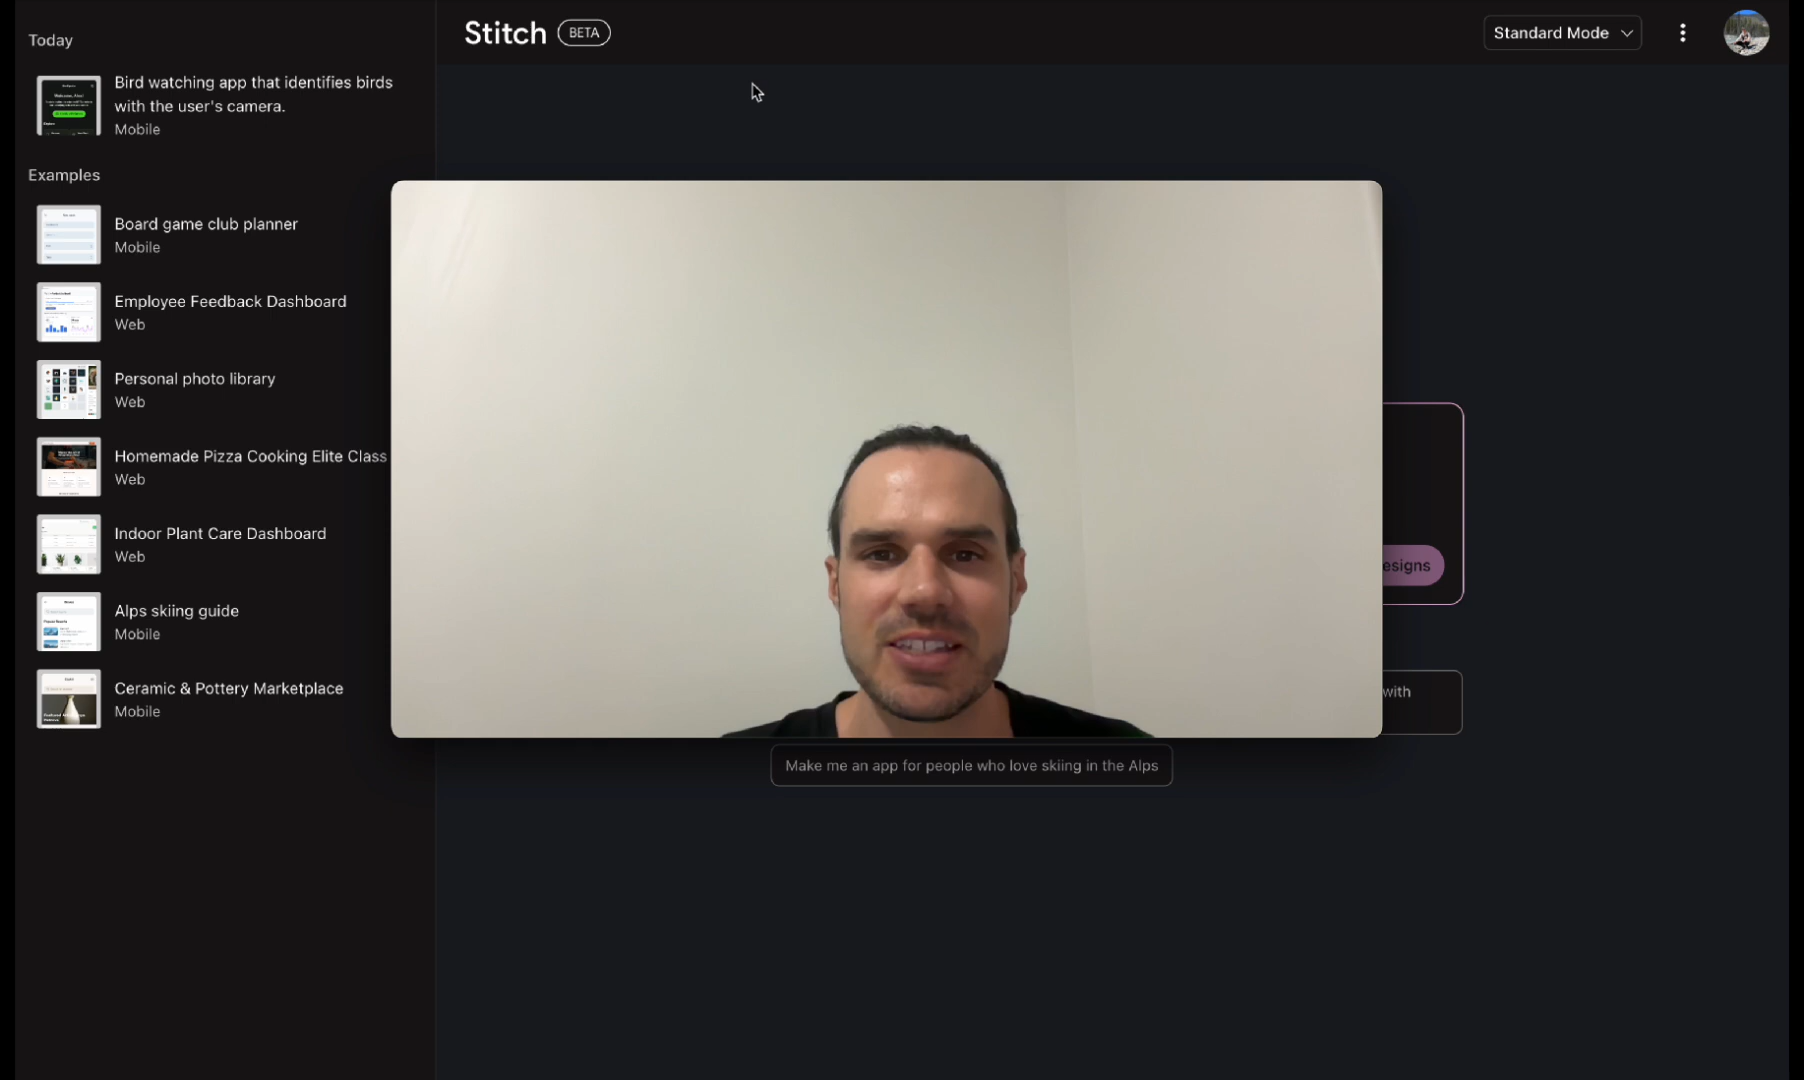 Today
Bird watching app that identifies birds
with the user's camera.
Mobile
Examples
Board game club planner
Mobile
Employee Feedback Dashboard
Web
Personal photo library
Web
Homemade Pizza Cooking Elite Class
Web
Indoor Plant Care Dashboard
Web
Alps skiing guide
Mobile
Ceramic & Pottery Marketplace
Mobile
Stitch BETA
Standard Mode
esigns
with
Make me an app for people who love skiing in the Alps